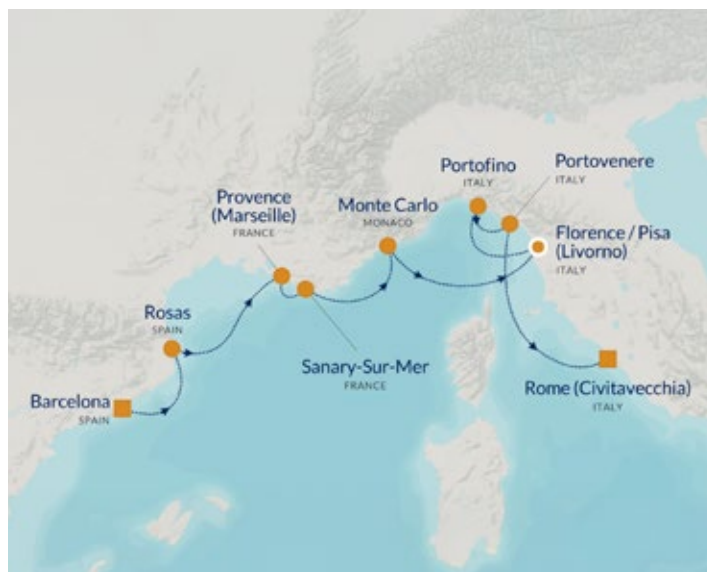 Portofino
ITALY
Portovenere
ITALY
Provence
(Marseille)
FRANCE
Monte Carlo
MONACO
Florence / Pisa
(Livorno)
ITALY
Rosas
SPAIN
Sanary-Sur-Mer
FRANCE
Barcelona
SPAIN
Rome (Civitavecchia)
ITALY